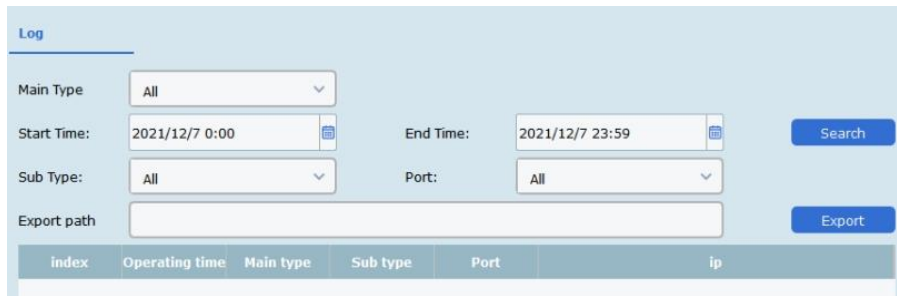 Log
Main Type All
Start Time: 2021/12/7 0:00 End Time: 2021/12/7 23:59 Search
Sub Type: All Port: All
Export path Export
index Operating time Main type Sub type Port ip